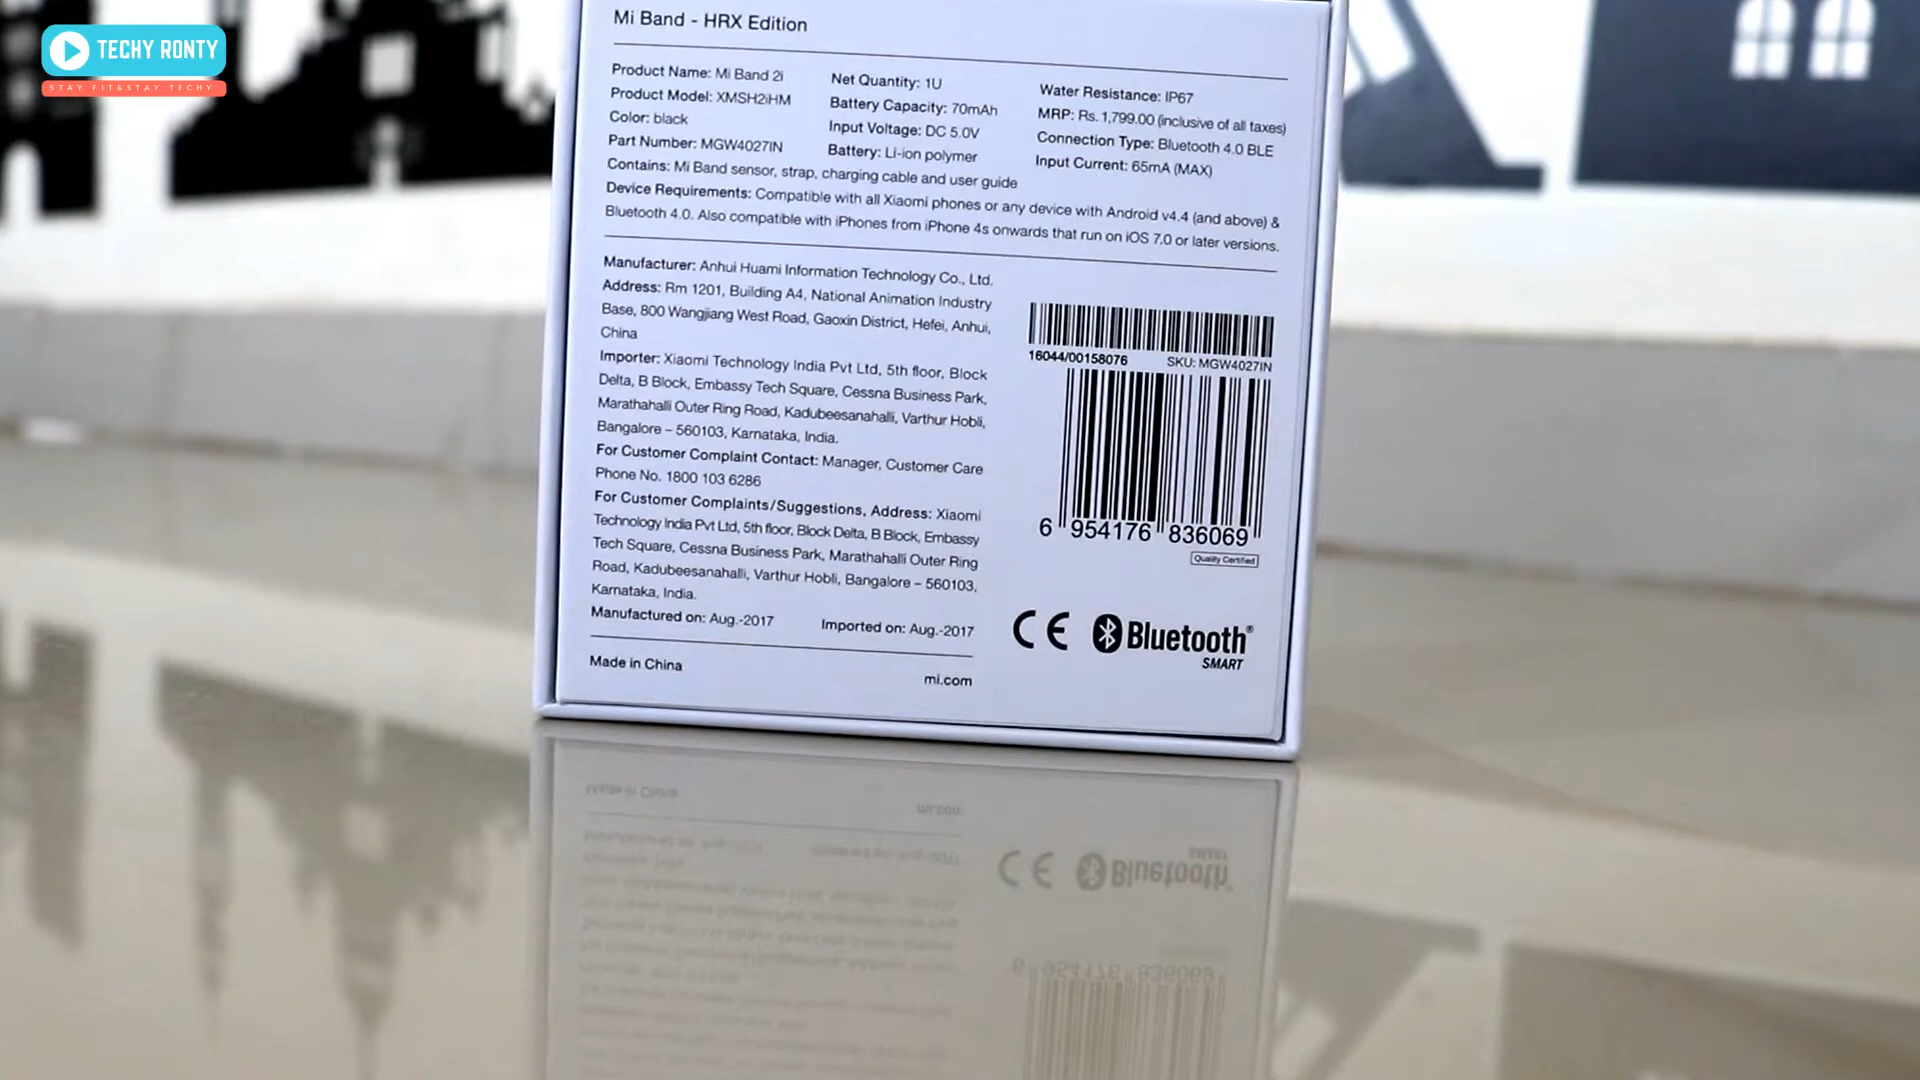 TECHY RONTY
STAY FIT&STAY TECHY
Mi Band - HRX Edition
Product Name: Mi Band 2i
Product Model: XMSH2iHM
Color: black
Part Number: MGW4027IN
Net Quantity: 1U
Battery Capacity: 70mAh
Input Voltage: DC 5.0V
Battery: Li-ion polymer
Water Resistance: IP67
MRP: Rs. 1,799.00 (inclusive of all taxes)
Connection Type: Bluetooth 4.0 BLE
Input Current: 65mA (MAX)
Contains: Mi Band sensor, strap, charging cable and user guide
Device Requirements: Compatible with all Xiaomi phones or any device with Android v4.4 (and above) &
Bluetooth 4.0. Also compatible with iPhones from iPhone 4s onwards that run on iOS 7.0 or later versions.
Manufacturer: Anhui Huami Information Technology Co., Ltd.
Address: Rm 1201, Building A4, National Animation Industry
Base, 800 Wangjiang West Road, Gaoxin District, Hefei, Anhui,
China
Importer: Xiaomi Technology India Pvt Ltd, 5th floor, Block
Delta, B Block, Embassy Tech Square, Cessna Business Park,
Marathahalli Outer Ring Road, Kadubeesanahalli, Varthur Hobli,
Bangalore – 560103, Karnataka, India.
For Customer Complaint Contact: Manager, Customer Care
Phone No. 1800 103 6286
For Customer Complaints/Suggestions, Address: Xiaomi
Technology India Pvt Ltd, 5th floor, Block Delta, B Block, Embassy
Tech Square, Cessna Business Park, Marathahalli Outer Ring
Road, Kadubeesanahalli, Varthur Hobli, Bangalore – 560103,
Karnataka, India.
Manufactured on: Aug.-2017
Imported on: Aug.-2017
Made in China
mi.com
16044/00158076
SKU: MGW4027IN
6 954176 836069
Quality Certified
CE
Bluetooth®
SMART